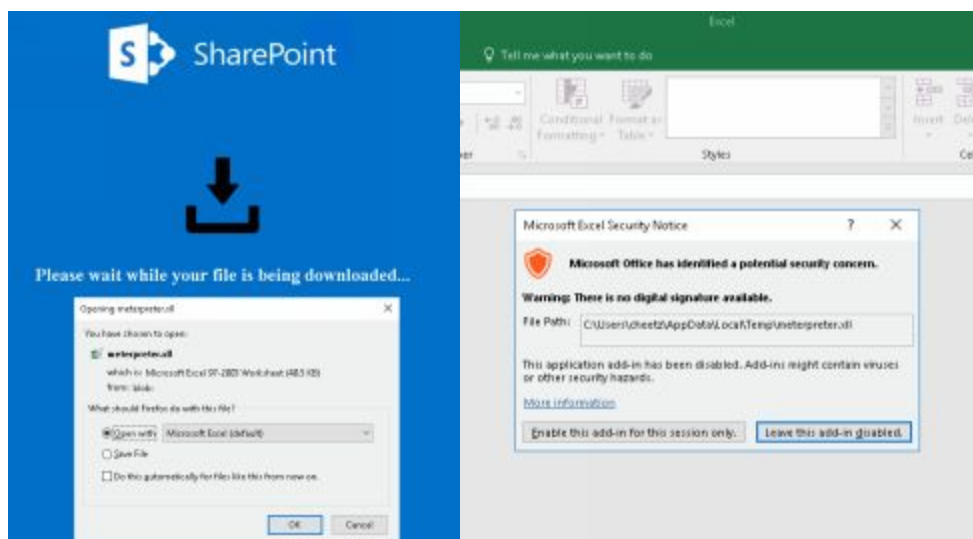 SharePoint
Please wait while your file is being downloaded...
Opening meterpreter.xll
You have chosen to open:
meterpreter.xll
which is: Microsoft Excel 97-2003 Worksheet (48.5 KB)
from: blob:
What should Firefox do with this file?
Open with Microsoft Excel (default)
Save File
Do this automatically for files like this from now on.
OK Cancel
Excel
Tell me what you want to do
Conditional Format as
Formatting Table
Insert
Styles
Microsoft Excel Security Notice ? X
Microsoft Office has identified a potential security concern.
Warning: There is no digital signature available.
File Path: C:\Users\cheetz\AppData\Local\Temp\meterpreter.xll
This application add-in has been disabled. Add-ins might contain viruses
or other security hazards.
More information
Enable this add-in for this session only. Leave this add-in disabled.